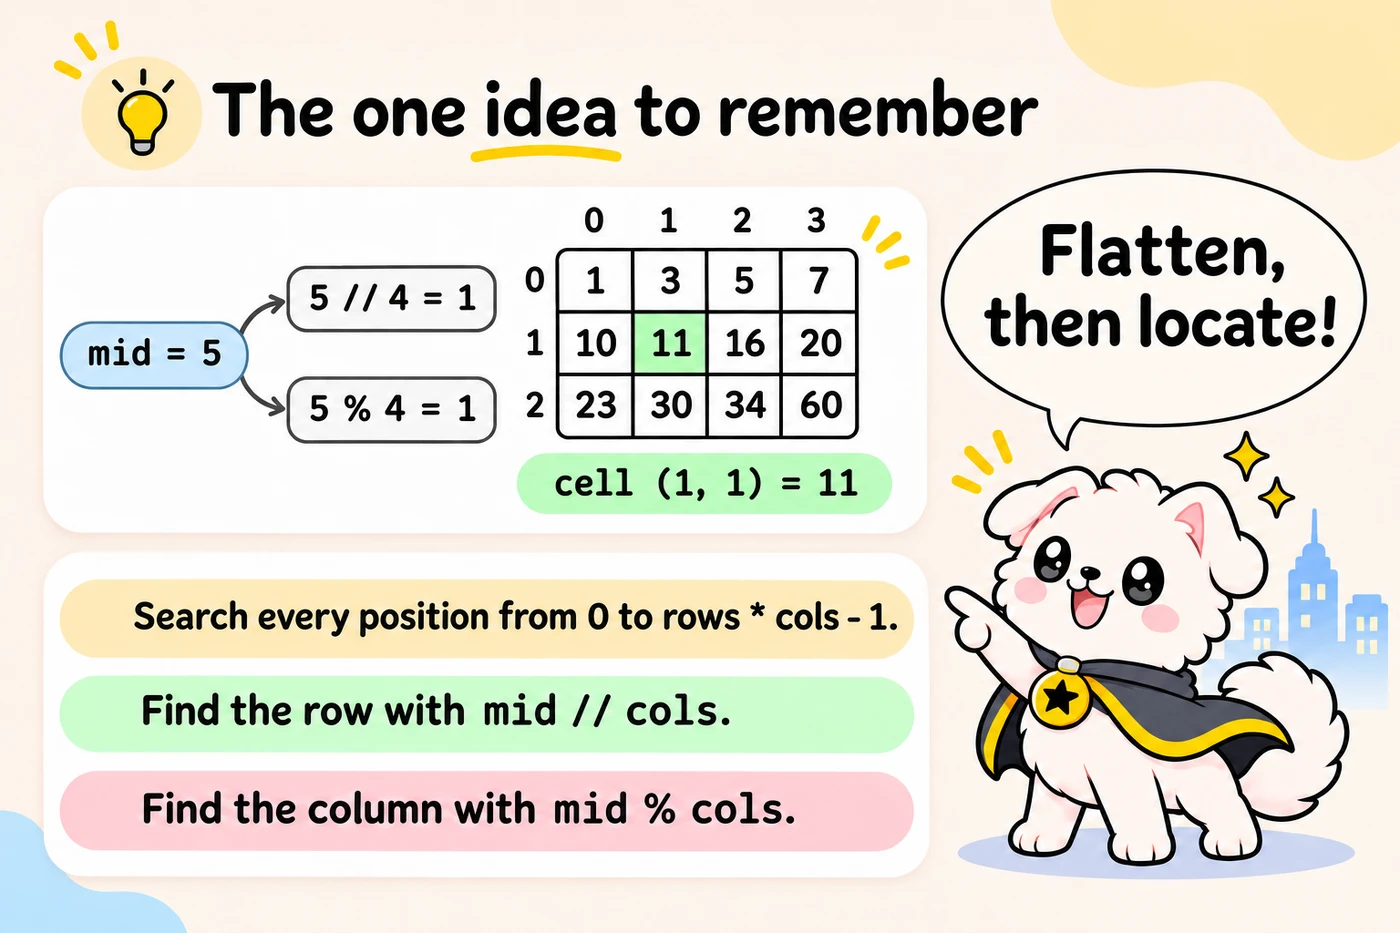 The one idea to remember
mid = 5
5 // 4 = 1
5 % 4 = 1
0 1 2 3
0 1 3 5 7
1 10 11 16 20
2 23 30 34 60
cell (1, 1) = 11
Flatten,
then locate!
Search every position from 0 to rows * cols - 1.
Find the row with mid // cols.
Find the column with mid % cols.